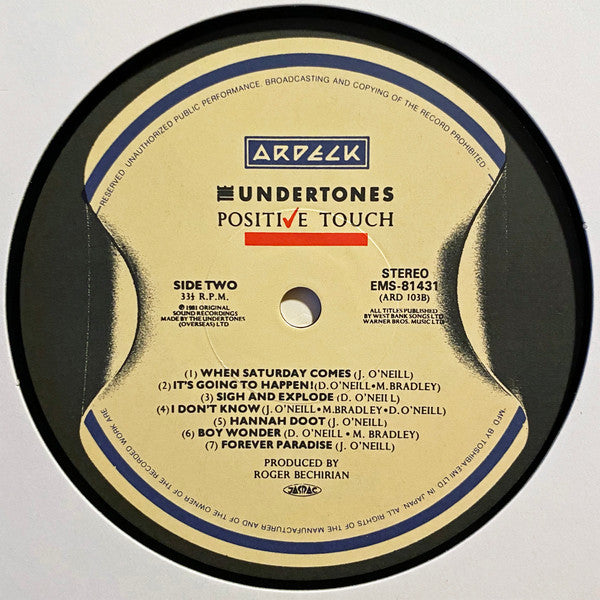 RESERVED. UNAUTHORIZED PUBLIC PERFORMANCE. BROADCASTING AND COPYING OF THE RECORD PROHIBITED
ARDECK
THE UNDERTONES
POSITIVE TOUCH
SIDE TWO
33⅓ R.P.M.
℗ 1981 ORIGINAL
SOUND RECORDINGS
MADE BY THE UNDERTONES
(OVERSEAS) LTD
STEREO
EMS-81431
(ARD 103B)
ALL TITLES PUBLISHED
BY WEST BANK SONGS LTD
WARNER BROS. MUSIC LTD
(1) WHEN SATURDAY COMES (J. O'NEILL)
(2) IT'S GOING TO HAPPEN! (D. O'NEILL • M. BRADLEY)
(3) SIGH AND EXPLODE (D. O'NEILL)
(4) I DON'T KNOW (J. O'NEILL • M. BRADLEY • D. O'NEILL)
(5) HANNAH DOOT (J. O'NEILL)
(6) BOY WONDER (D. O'NEILL • M. BRADLEY)
(7) FOREVER PARADISE (J. O'NEILL)
PRODUCED BY
ROGER BECHIRIAN
JASRAC
MFD BY TOSHIBA-EMI LTD IN JAPAN. ALL RIGHTS OF THE MANUFACTURER AND OF THE OWNER OF THE RECORDED WORK ARE